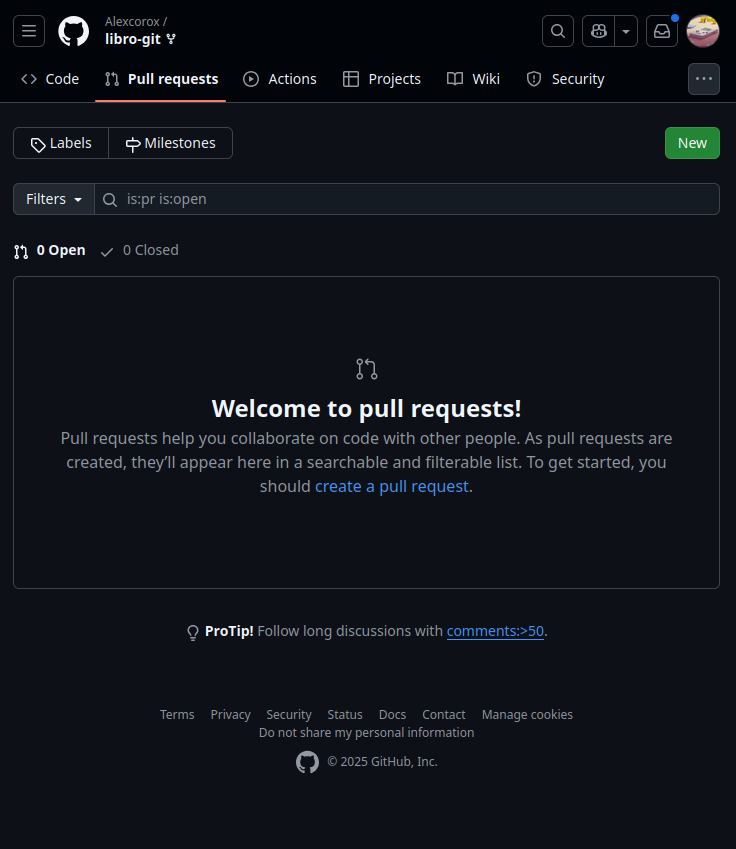 Alexcorox /
libro-git
Code Pull requests Actions Projects Wiki Security
Labels Milestones New
Filters is:pr is:open
0 Open 0 Closed
Welcome to pull requests!
Pull requests help you collaborate on code with other people. As pull requests are
created, they’ll appear here in a searchable and filterable list. To get started, you
should create a pull request.
ProTip! Follow long discussions with comments:>50.
Terms Privacy Security Status Docs Contact Manage cookies
Do not share my personal information
© 2025 GitHub, Inc.